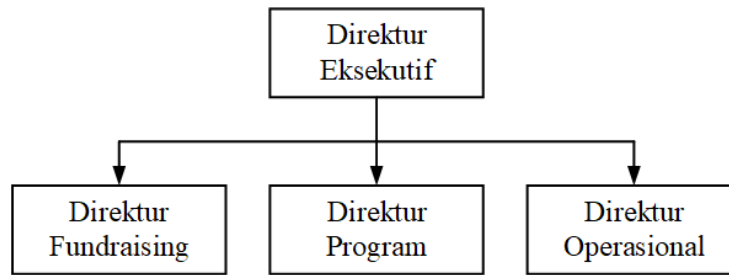 Direktur
Eksekutif
Direktur
Fundraising
Direktur
Program
Direktur
Operasional